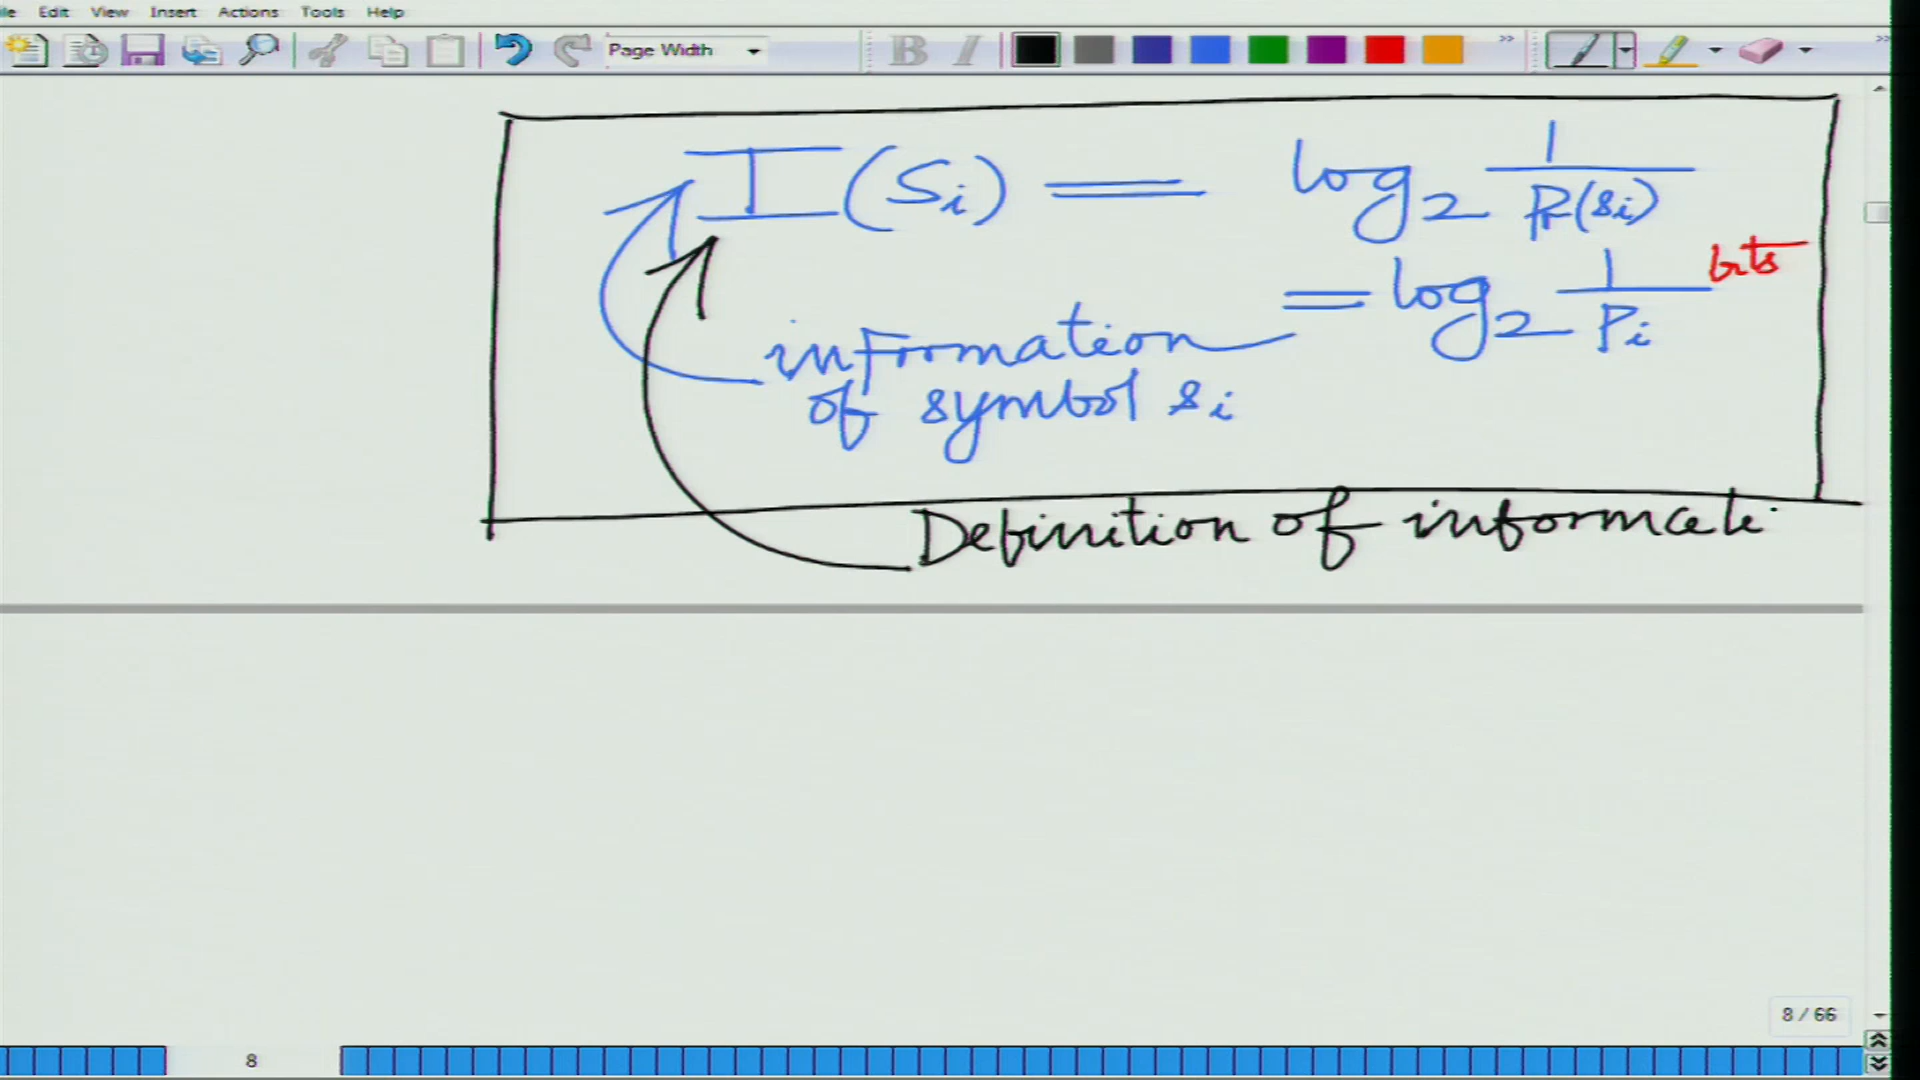 Edit View Insert Actions Tools Help
Page Width
B I
I(Si) = log2 1/Pr(si)
= log2 1/Pi bits
information
of symbol si
Definition of informati
8 / 66
8